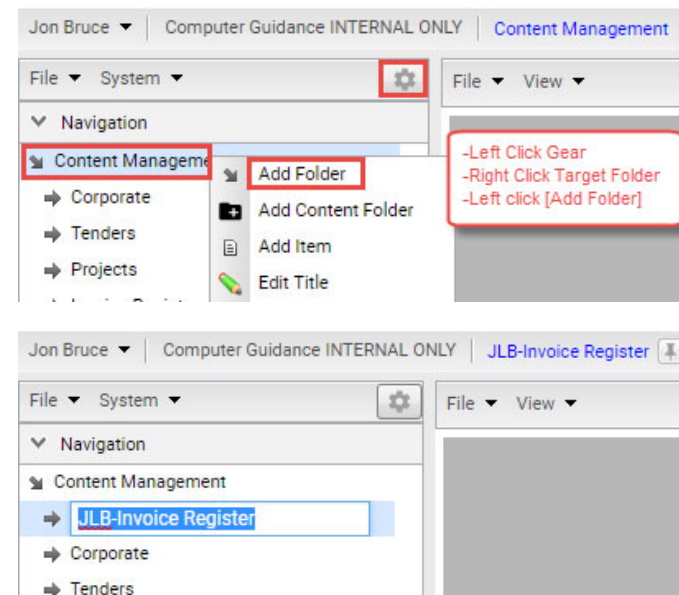 Jon Bruce Computer Guidance INTERNAL ONLY Content Management
File System File View
Navigation
Content Manageme
Add Folder
-Left Click Gear
-Right Click Target Folder
-Left click [Add Folder]
Corporate
Add Content Folder
Tenders
Add Item
Projects
Edit Title
Jon Bruce Computer Guidance INTERNAL ONLY JLB-Invoice Register
File System File View
Navigation
Content Management
JLB-Invoice Register
Corporate
Tenders